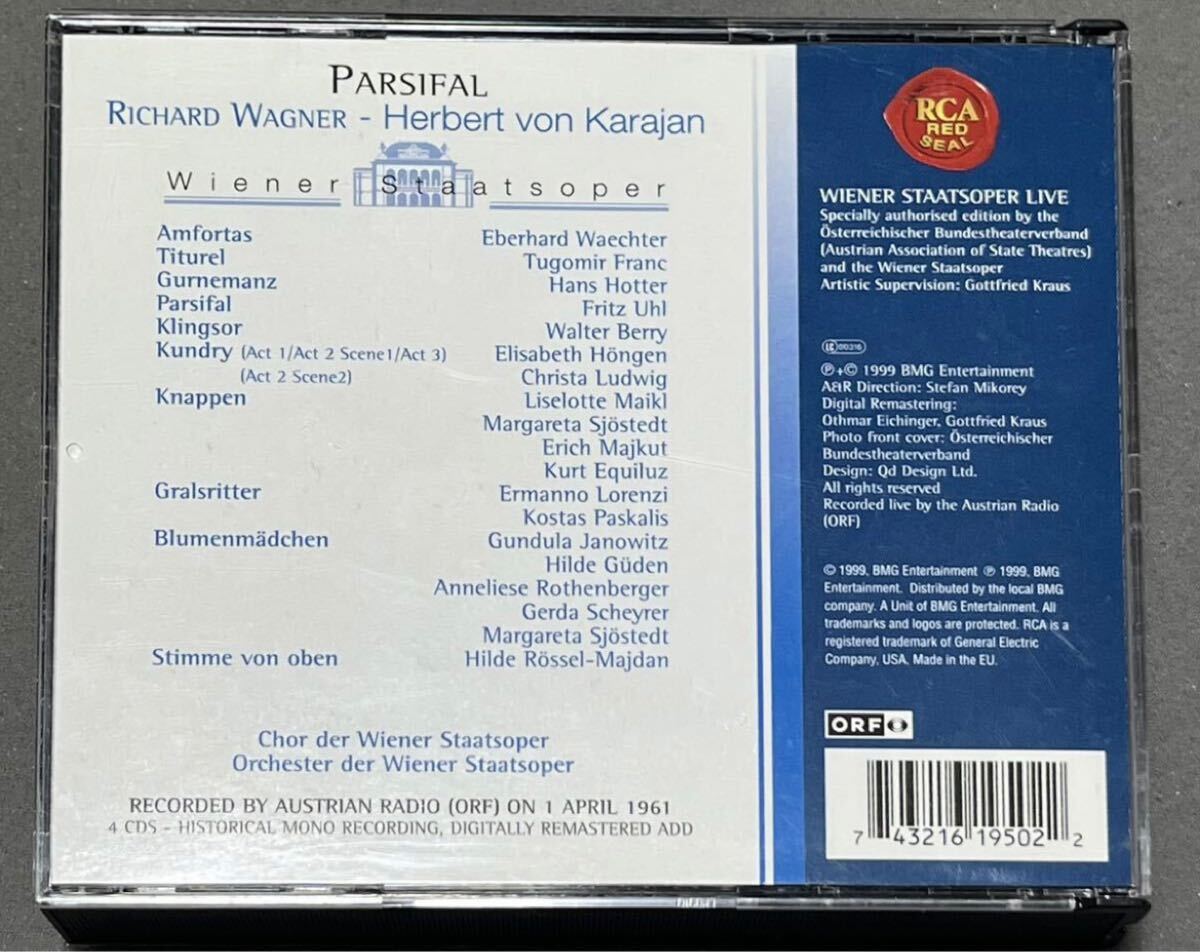 PARSIFAL
RICHARD WAGNER - Herbert von Karajan
Wiener Staatsoper
Amfortas Eberhard Waechter
Titurel Tugomir Franc
Gurnemanz Hans Hotter
Parsifal Fritz Uhl
Klingsor Walter Berry
Kundry (Act 1/Act 2 Scene1/Act 3) Elisabeth Höngen
(Act 2 Scene2) Christa Ludwig
Knappen Liselotte Maikl
Margareta Sjöstedt
Erich Majkut
Kurt Equiluz
Gralsritter Ermanno Lorenzi
Kostas Paskalis
Blumenmädchen Gundula Janowitz
Hilde Güden
Anneliese Rothenberger
Gerda Scheyrer
Margareta Sjöstedt
Stimme von oben Hilde Rössel-Majdan
Chor der Wiener Staatsoper
Orchester der Wiener Staatsoper
RECORDED BY AUSTRIAN RADIO (ORF) ON 1 APRIL 1961
4 CDS - HISTORICAL MONO RECORDING, DIGITALLY REMASTERED ADD
RCA
RED
SEAL
WIENER STAATSOPER LIVE
Specially authorised edition by the
Österreichischer Bundestheaterverband
(Austrian Association of State Theatres)
and the Wiener Staatsoper
Artistic Supervision: Gottfried Kraus
LC 00316
℗+© 1999 BMG Entertainment
A&R Direction: Stefan Mikorey
Digital Remastering:
Othmar Eichinger, Gottfried Kraus
Photo front cover: Österreichischer
Bundestheaterverband
Design: Qd Design Ltd.
All rights reserved
Recorded live by the Austrian Radio
(ORF)
© 1999, BMG Entertainment ℗ 1999, BMG
Entertainment. Distributed by the local BMG
company. A Unit of BMG Entertainment. All
trademarks and logos are protected. RCA is a
registered trademark of General Electric
Company, USA. Made in the EU.
ORF
7 43216 19502 2